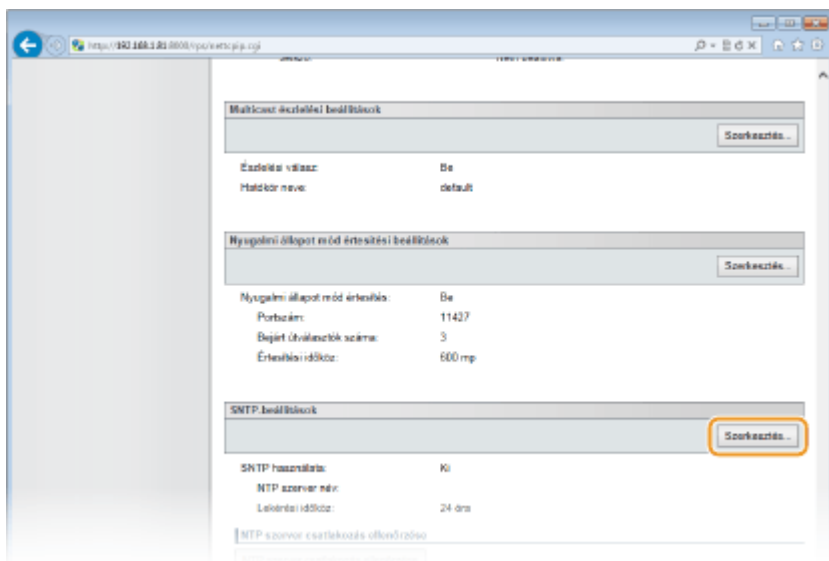 Multicast észlelési beállítások
Szerkesztés...
Észlelési válasz: Be
Hatókör neve: default
Nyugalmi állapot mód értesítési beállítások
Szerkesztés...
Nyugalmi állapot mód értesítés: Be
Portszám: 11427
Bejárt útválasztók száma: 3
Értesítési időköz: 600 mp
SNTP-beállítások
Szerkesztés...
SNTP használata: Ki
NTP szerver név:
Lekérési időköz: 24 óra
NTP szerver csatlakozás ellenőrzése